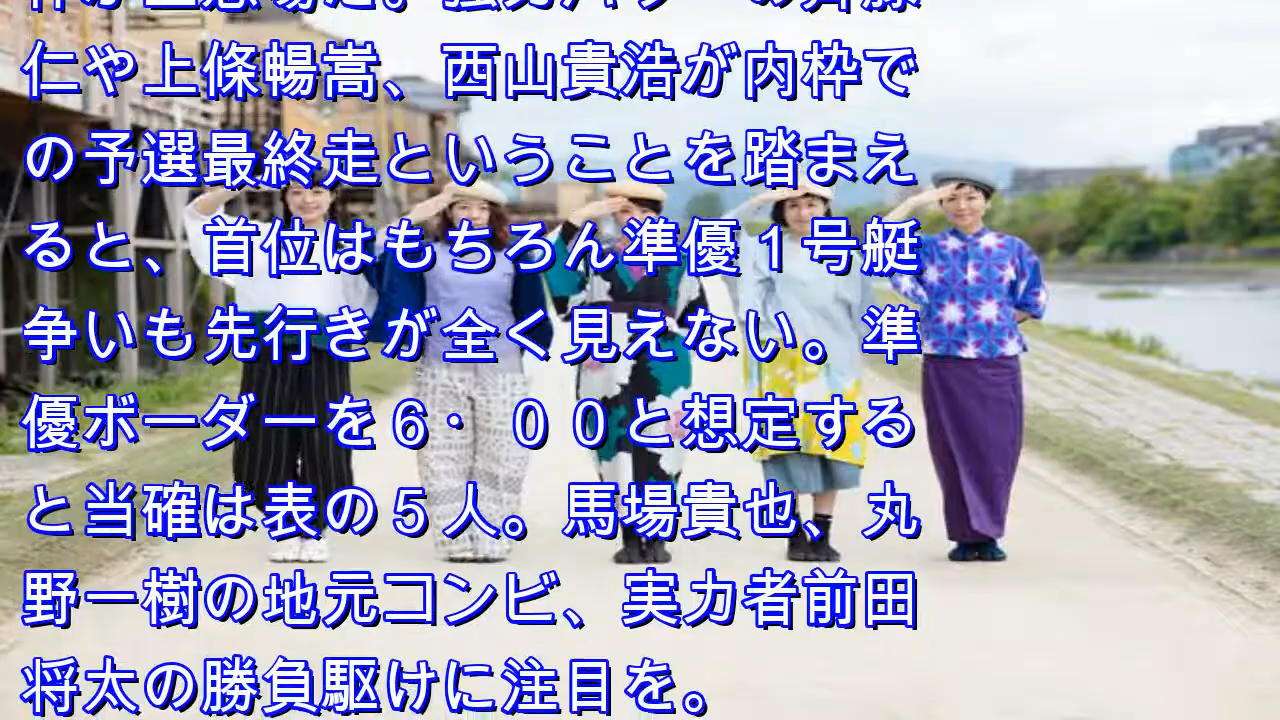 仁や上條暢嵩、西山貴浩が内枠で
の予選最終走ということを踏まえ
ると、首位はもちろん準優１号艇
争いも先行きが全く見えない。準
優ボーダーを６・００と想定する
と当確は表の５人。馬場貴也、丸
野一樹の地元コンビ、実力者前田
将太の勝負駆けに注目を。